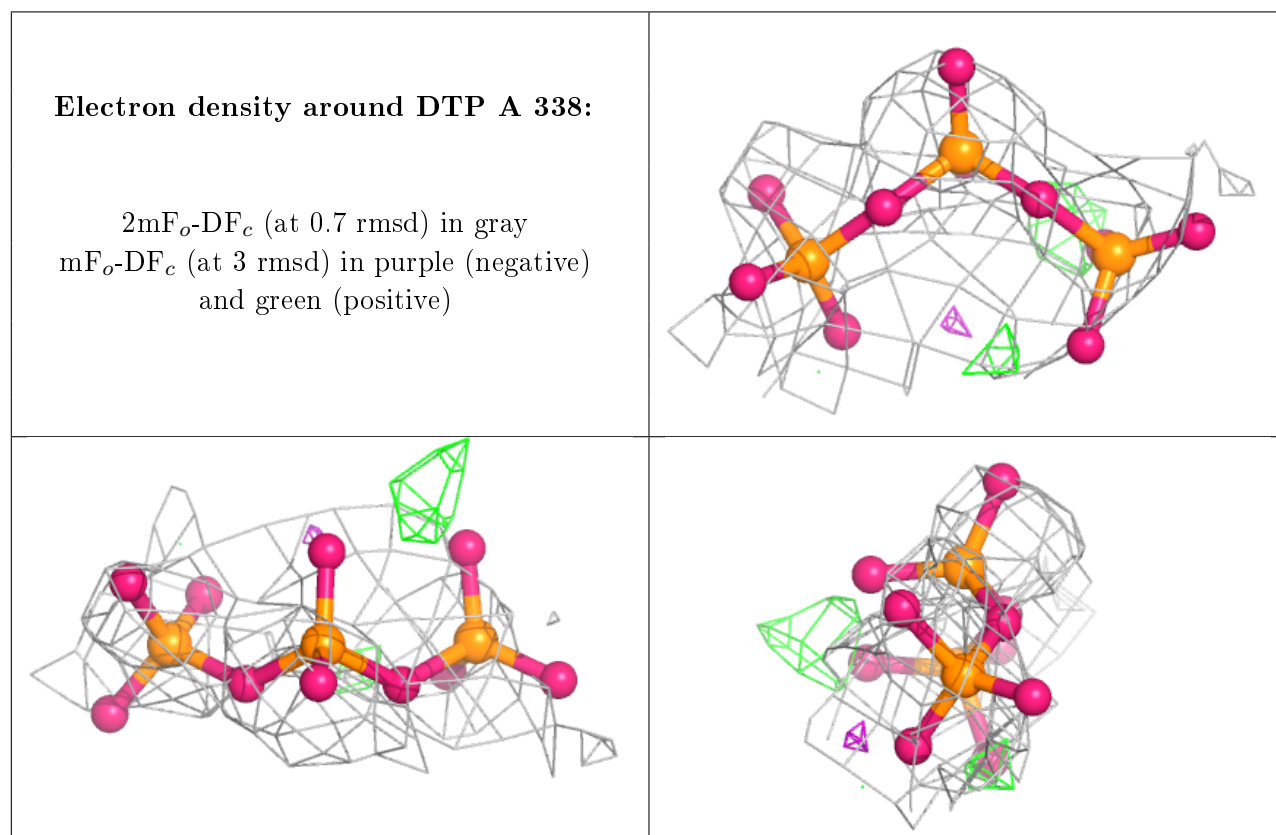 Electron density around DTP A 338:
2mFo-DFc (at 0.7 rmsd) in gray
mFo-DFc (at 3 rmsd) in purple (negative)
and green (positive)